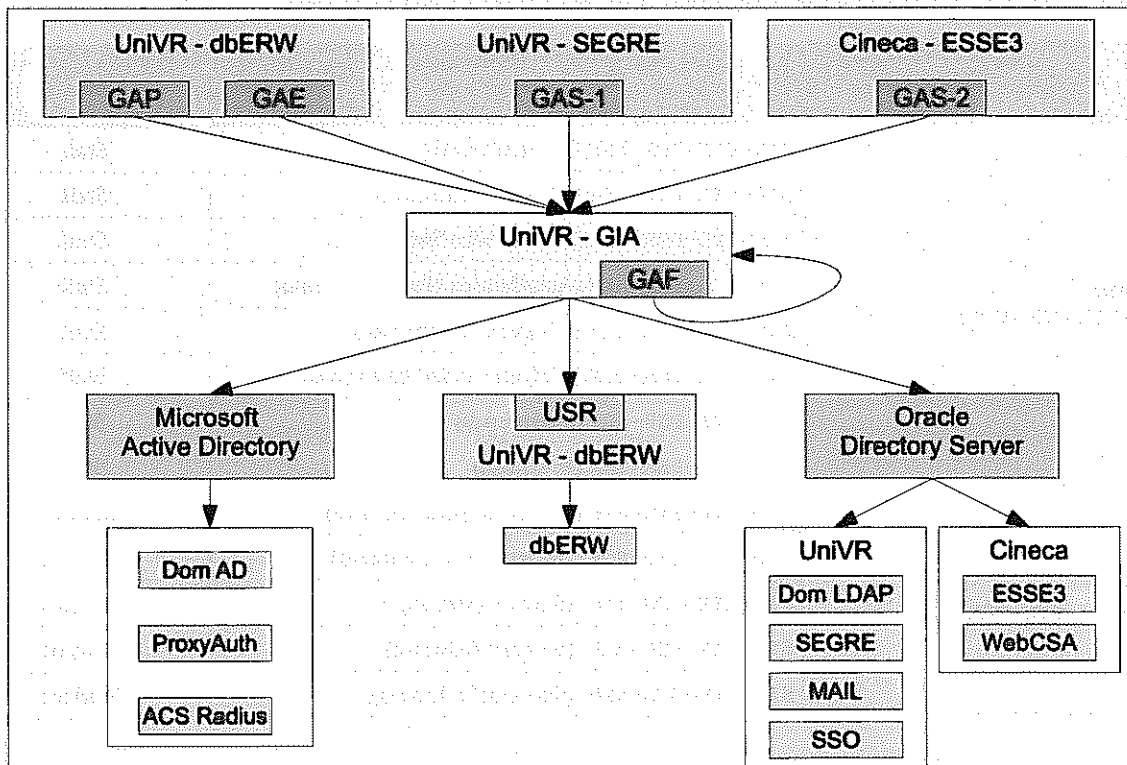 UniVR - dbERW
GAP
GAE
UniVR - SEGRE
GAS-1
Cineca - ESSE3
GAS-2
UniVR - GIA
GAF
Microsoft
Active Directory
USR
UniVR - dbERW
Oracle
Directory Server
Dom AD
ProxyAuth
ACS Radius
dbERW
UniVR
Dom LDAP
SEGRE
MAIL
SSO
Cineca
ESSE3
WebCSA